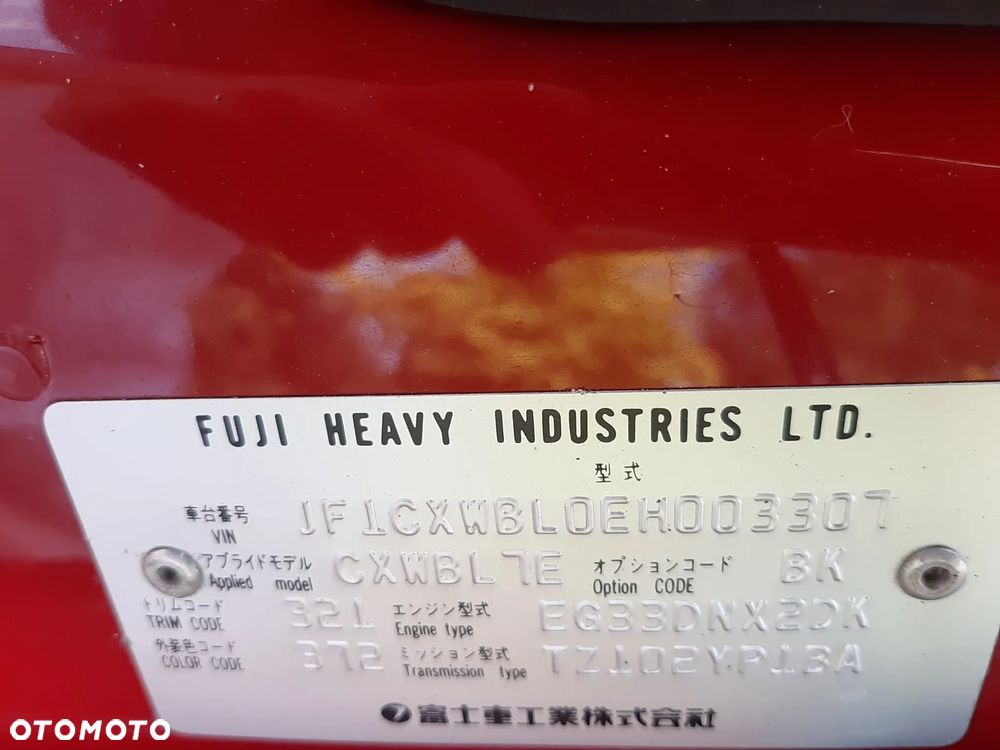 FUJI HEAVY INDUSTRIES LTD.
型式
車台番号 JF1CXWBL0EH003307
VIN
アプライドモデル CXWBL7E オプションコード BK
Applied model Option CODE
トリムコード 321 エンジン型式 EG33DNX2DK
TRIM CODE Engine type
外装色コード 372 ミッション型式 TZ102YP1BA
COLOR CODE Transmission type
富士重工業株式会社
OTOMOTO